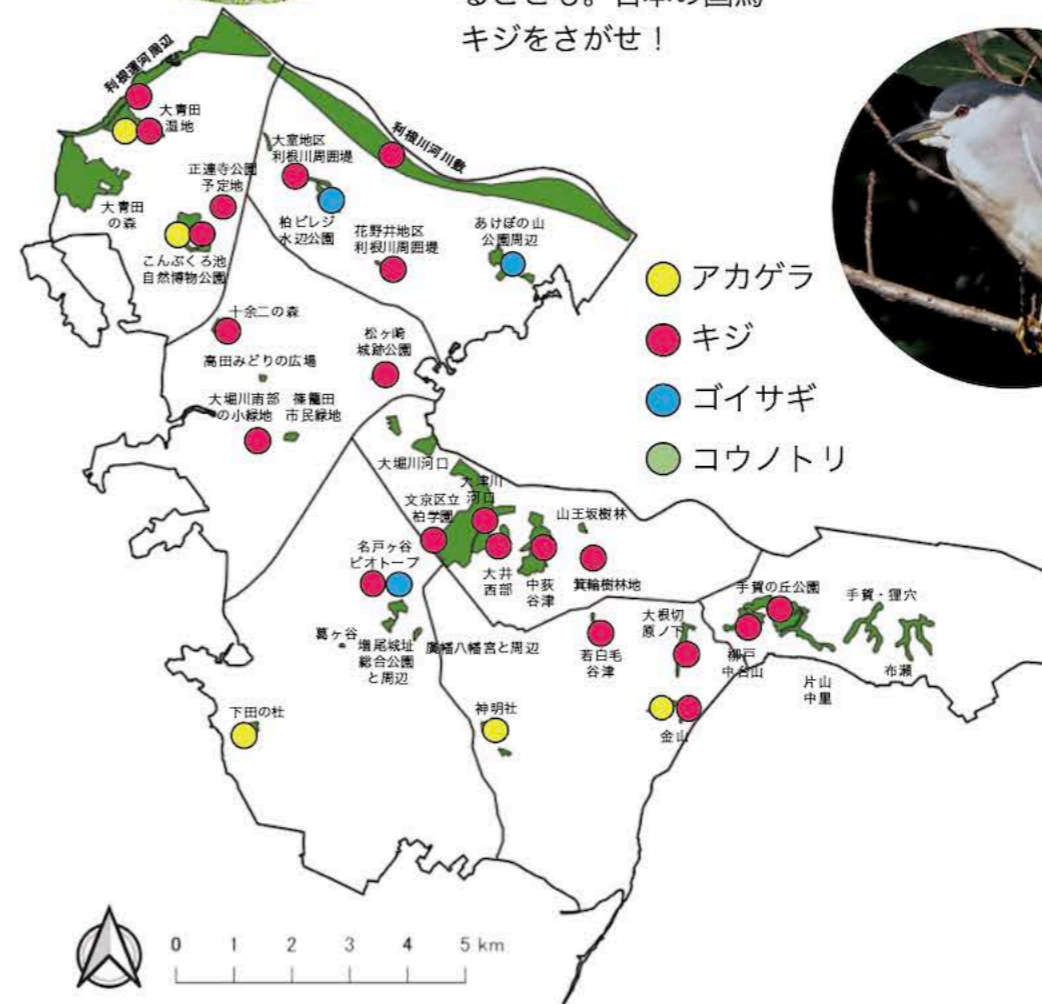 キジをさがせ！
利根運河周辺
大青田
湿地
大室地区
利根川周囲堤
利根川河川敷
正連寺公園
予定地
大青田
の森
柏ビレジ
水辺公園
花野井地区
利根川周囲堤
あけぼの山
公園周辺
こんぶくろ池
自然博物公園
アカゲラ
キジ
ゴイサギ
コウノトリ
十余二の森
松ヶ崎
城跡公園
高田みどりの広場
大堀川南部
の小緑地
篠籠田
市民緑地
大堀川河口
大津川
河口
文京区立
柏学園
山王坂樹林
名戸ヶ谷
ビオトープ
大井
西部
中荻
谷津
箕輪樹林地
手賀の丘公園
手賀・狸穴
大根切
原ノ下
葛ヶ谷
増尾城址
総合公園
と周辺
廣幡八幡宮と周辺
若白毛
谷津
柳戸
中台山
片山
中里
布瀬
下田の杜
神明社
金山
0 1 2 3 4 5 km